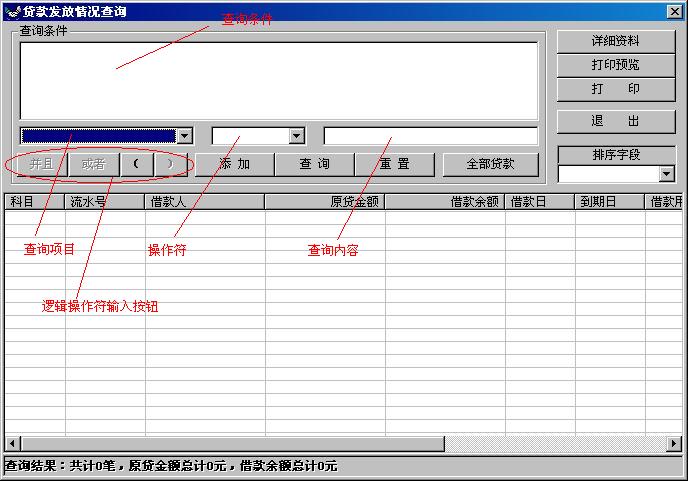 贷款发放情况查询
查询条件
查询条件
详细资料
打印预览
打 印
退 出
排序字段
并且 或者 ( ) 添 加 查 询 重 置 全部贷款
科目 流水号 借款人 原贷金额 借款余额 借款日 到期日 借款用
查询项目 操作符 查询内容
逻辑操作符输入按钮
查询结果：共计0笔，原贷金额总计0元，借款余额总计0元